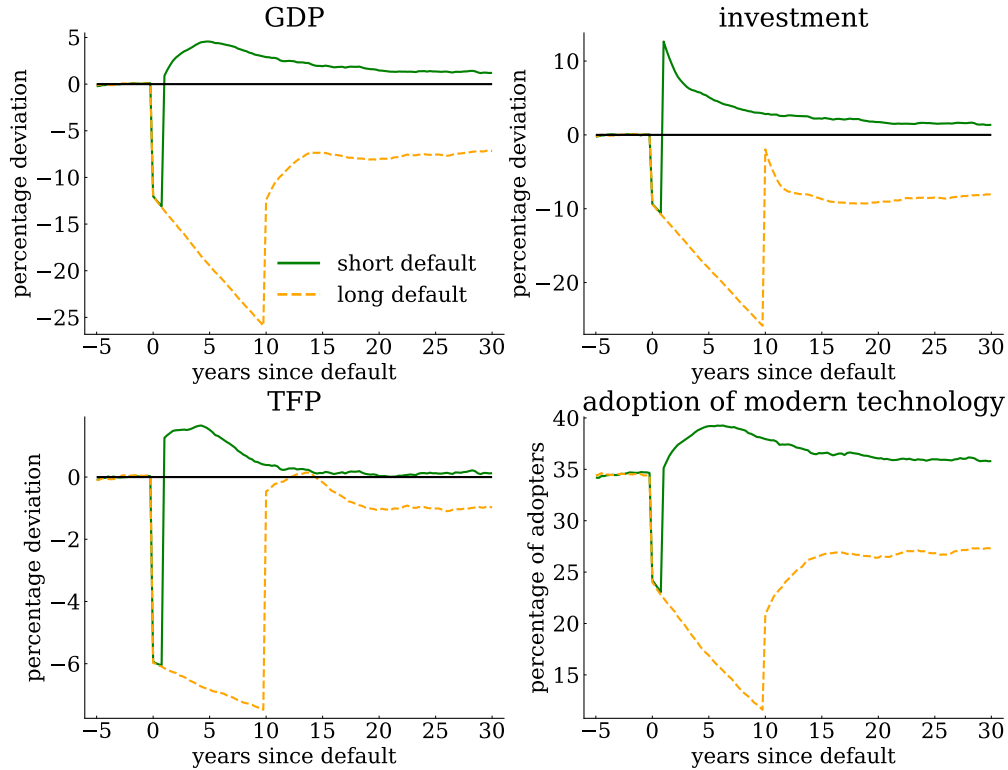 GDP
percentage deviation
5
0
−5
−10
−15
−20
−25
short default
long default
−5 0 5 10 15 20 25 30
years since default
investment
percentage deviation
10
0
−10
−20
−5 0 5 10 15 20 25 30
years since default
TFP
percentage deviation
0
−2
−4
−6
−5 0 5 10 15 20 25 30
years since default
adoption of modern technology
percentage of adopters
40
35
30
25
20
15
−5 0 5 10 15 20 25 30
years since default